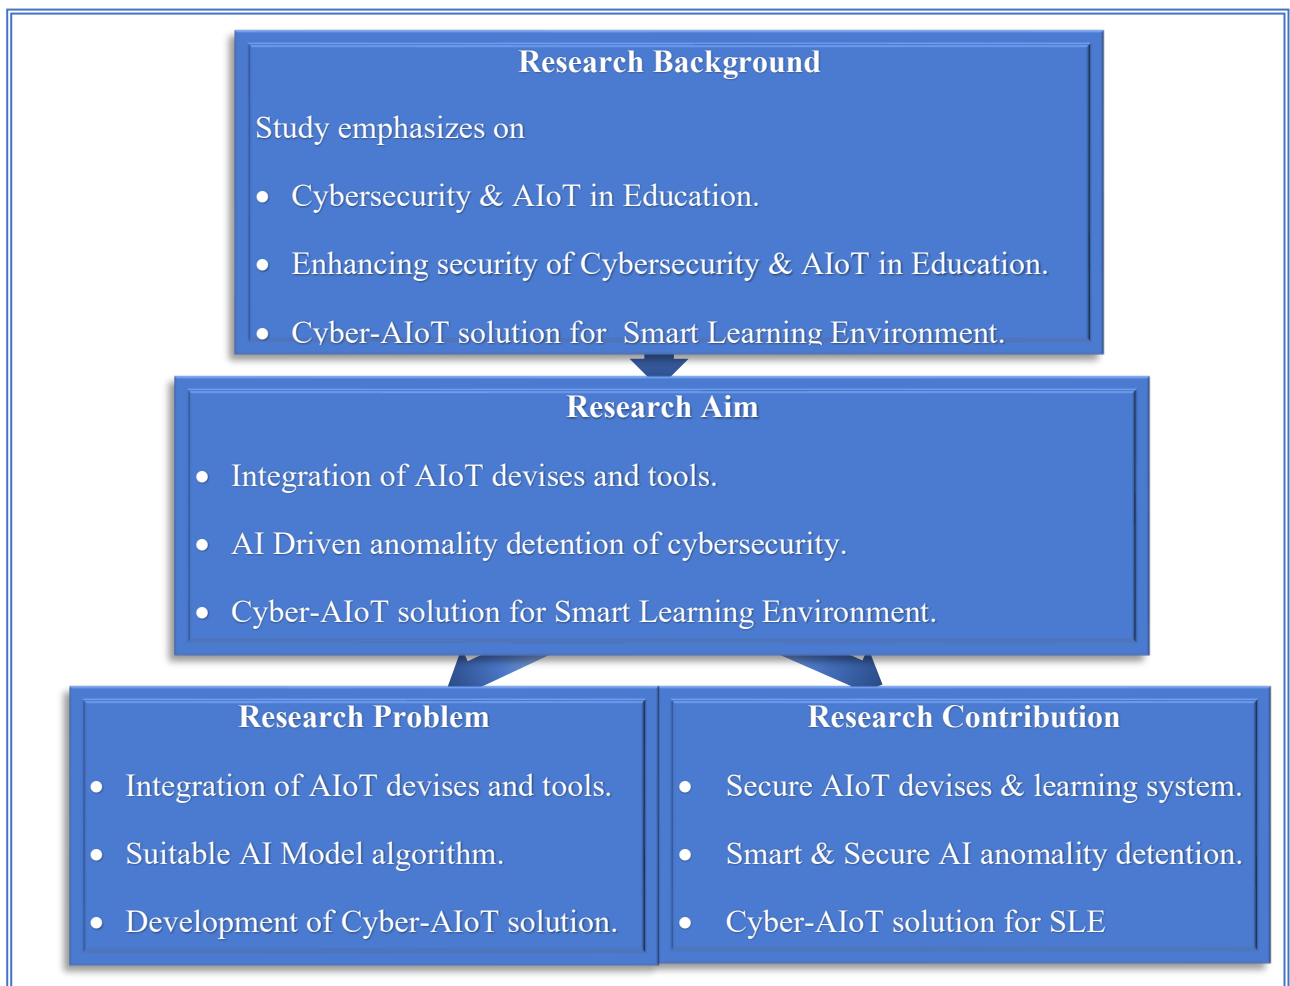 Research Background
Study emphasizes on
• Cybersecurity & AIoT in Education.
• Enhancing security of Cybersecurity & AIoT in Education.
• Cyber-AIoT solution for  Smart Learning Environment.
Research Aim
• Integration of AIoT devises and tools.
• AI Driven anomality detention of cybersecurity.
• Cyber-AIoT solution for Smart Learning Environment.
Research Problem
• Integration of AIoT devises and tools.
• Suitable AI Model algorithm.
• Development of Cyber-AIoT solution.
Research Contribution
• Secure AIoT devises & learning system.
• Smart & Secure AI anomality detention.
• Cyber-AIoT solution for SLE